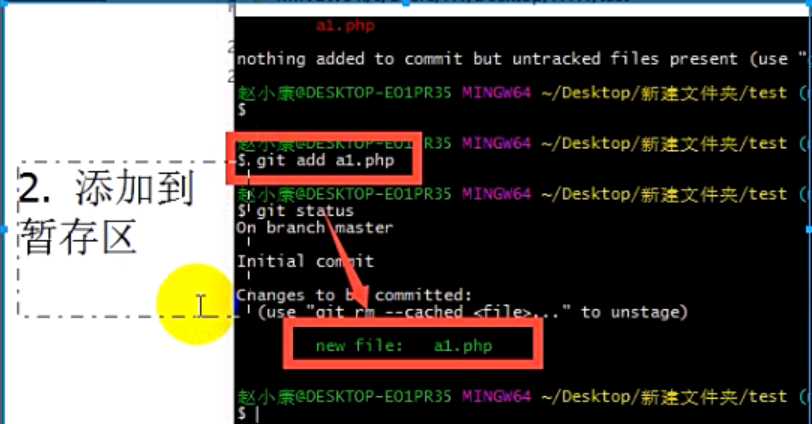 a1.php
nothing added to commit but untracked files present (use "
赵小康@DESKTOP-EO1PR35 MINGW64 ~/Desktop/新建文件夹/test (
$
赵小康@DESKTOP-EO1PR35 MINGW64 ~/Desktop/新建文件夹/test (
$ git add a1.php
赵小康@DESKTOP-EO1PR35 MINGW64 ~/Desktop/新建文件夹/test (
$ git status
On branch master
Initial commit
Changes to be committed:
(use "git rm --cached <file>..." to unstage)
new file: a1.php
赵小康@DESKTOP-EO1PR35 MINGW64 ~/Desktop/新建文件夹/test (
$
2. 添加到
暂存区